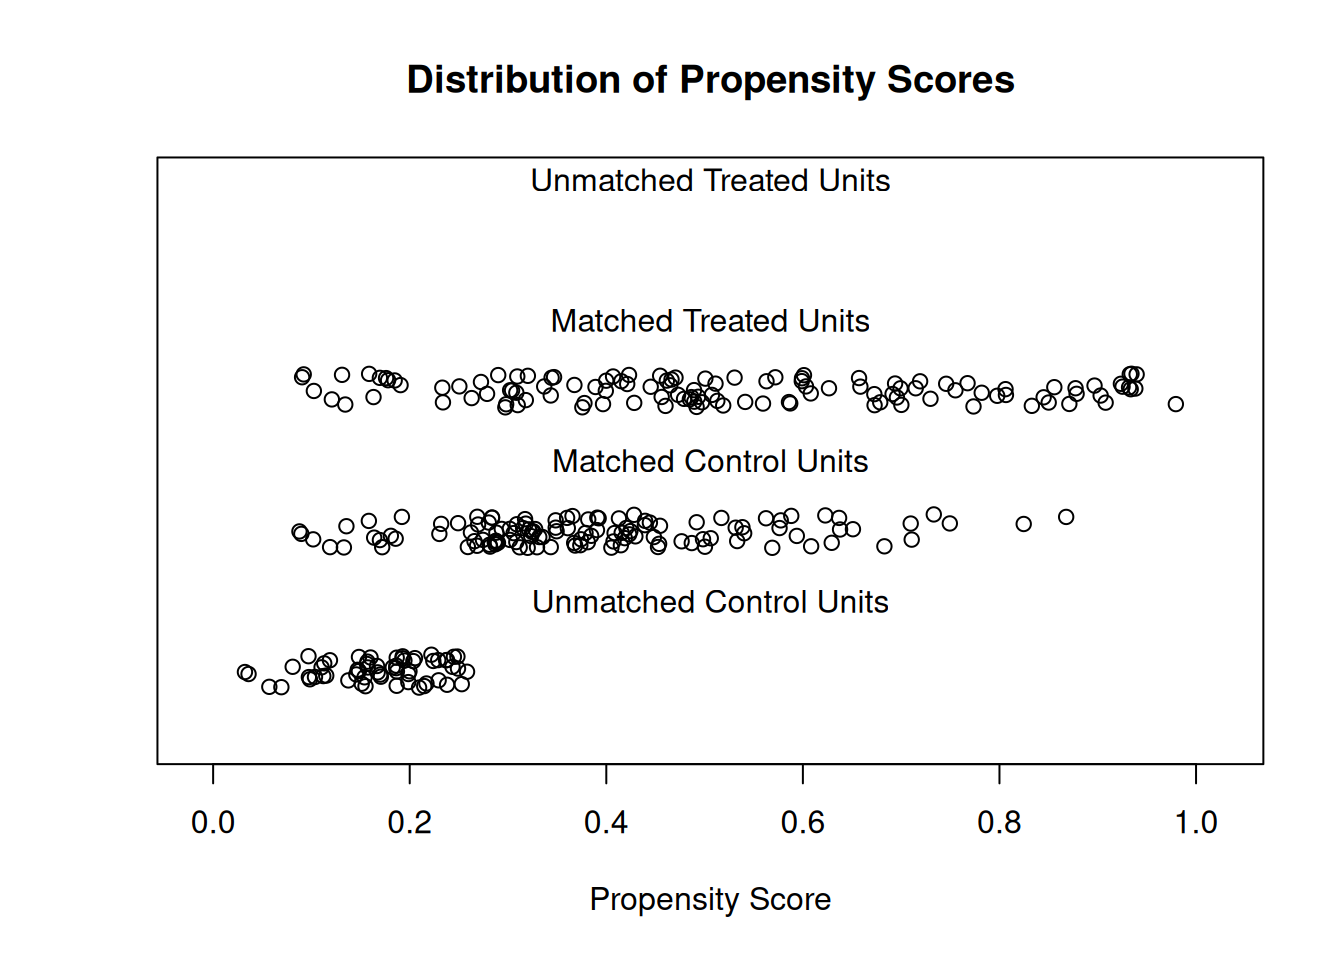 Distribution of Propensity Scores
Unmatched Treated Units
Matched Treated Units
Matched Control Units
Unmatched Control Units
0.0 0.2 0.4 0.6 0.8 1.0
Propensity Score